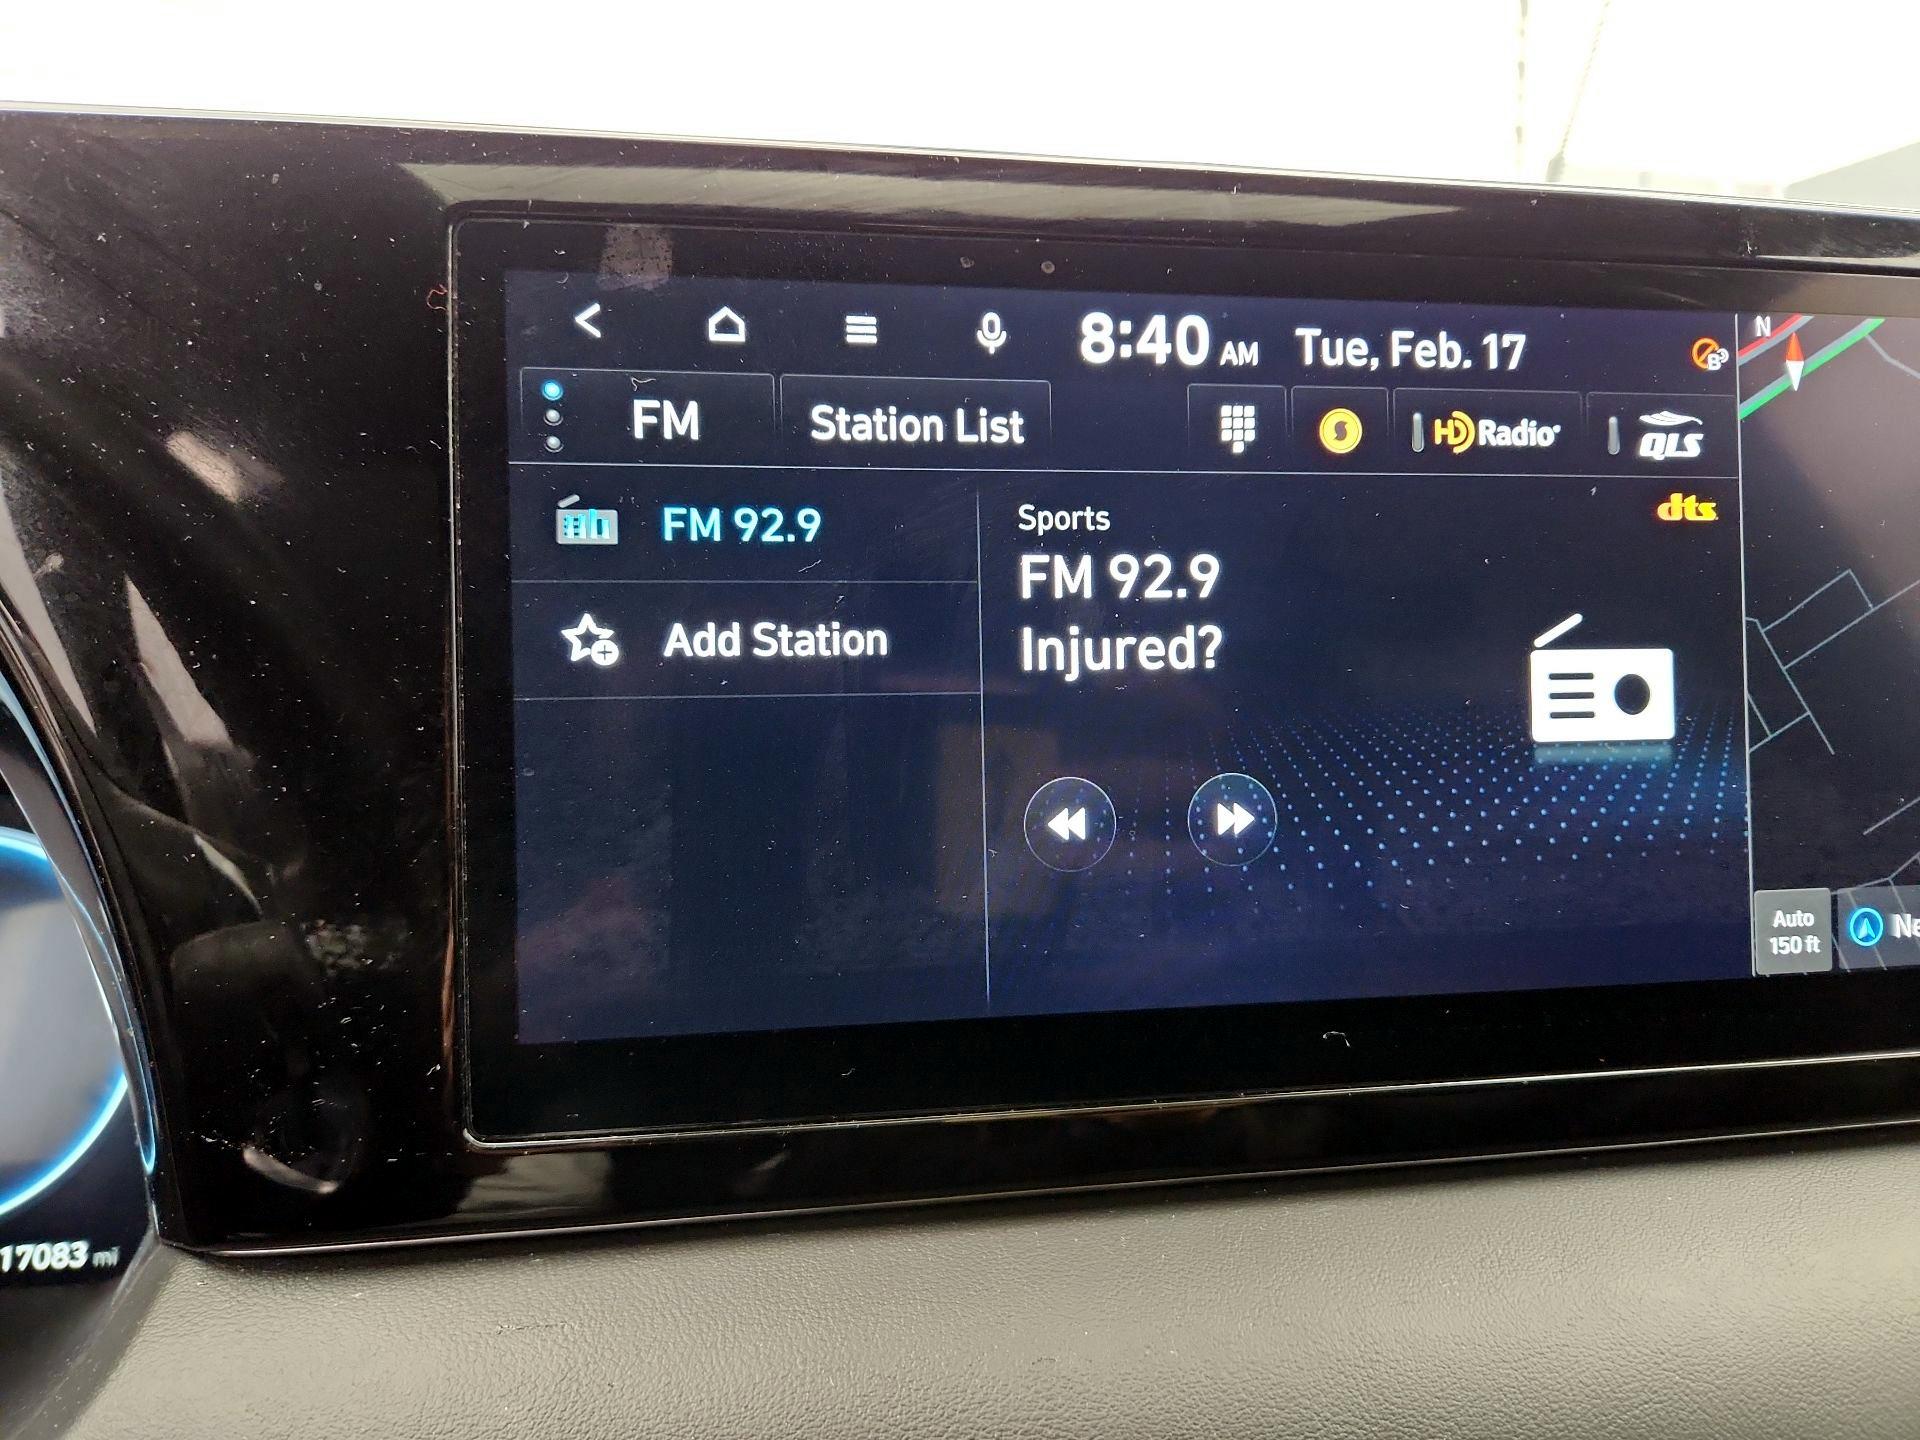 8:40 AM Tue, Feb. 17
FM
Station List
HD Radio
QLS
FM 92.9
Add Station
Sports
dts
FM 92.9
Injured?
N
Auto
150 ft
17083 mi